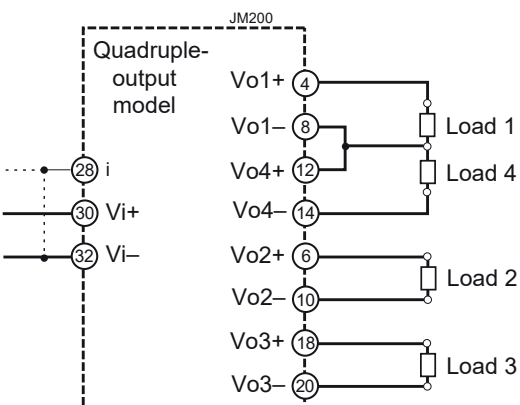 JM200
Quadruple-
output
model
Vo1+ 4
Vo1– 8
Load 1
28 i
Vo4+ 12
Load 4
30 Vi+
Vo4– 14
32 Vi–
Vo2+ 6
Load 2
Vo2– 10
Vo3+ 18
Load 3
Vo3– 20